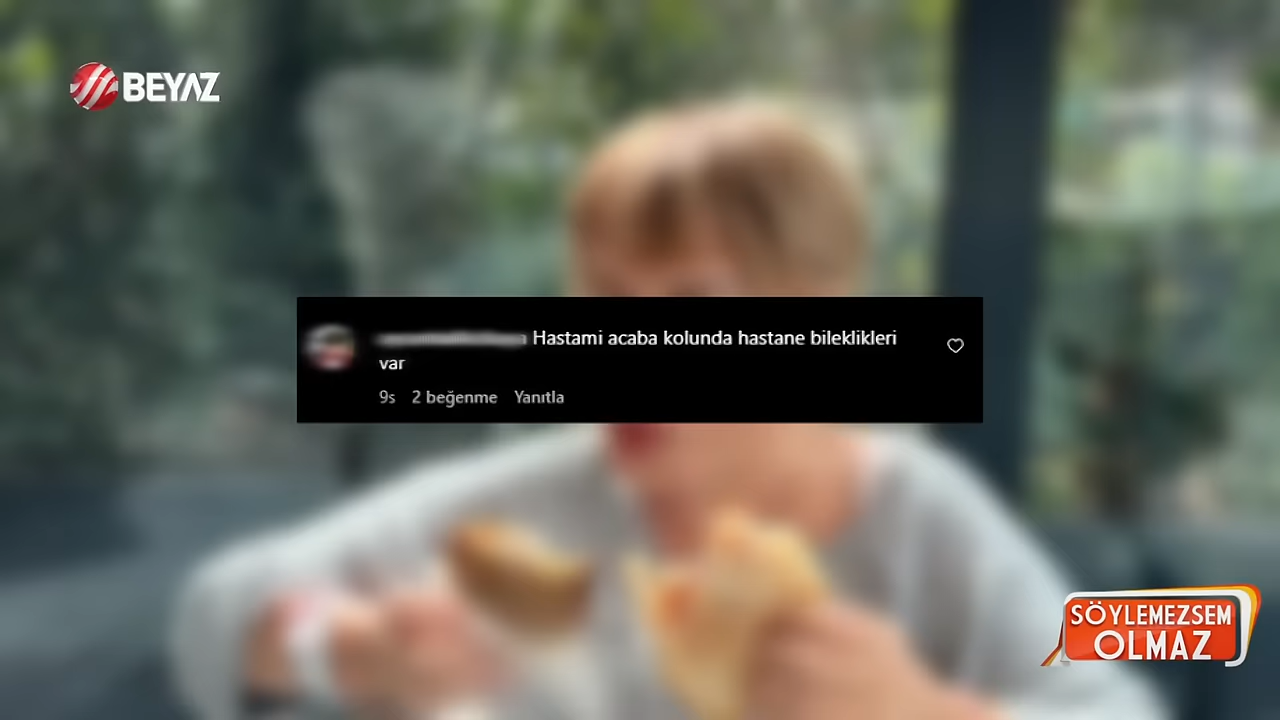 BEYAZ
Hastami acaba kolunda hastane bileklikleri
var
9s 2 beğenme Yanıtla
SÖYLEMEZSEM
OLMAZ